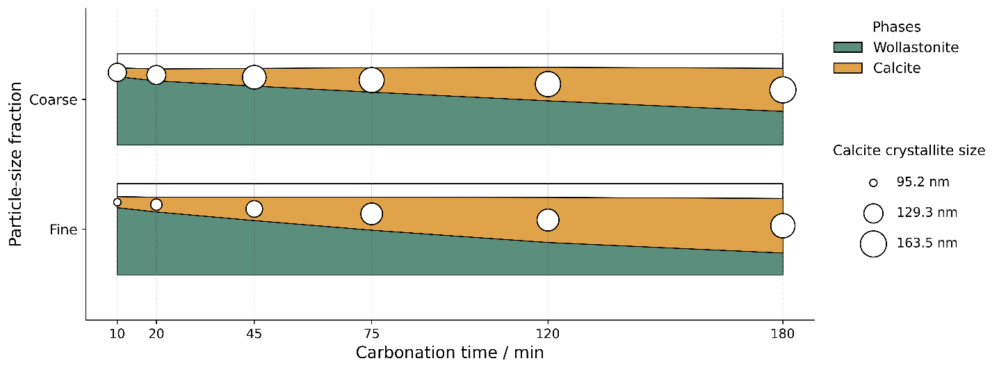 Particle-size fraction
Coarse
Fine
10 20 45 75 120 180
Carbonation time / min
Phases
Wollastonite
Calcite
Calcite crystallite size
95.2 nm
129.3 nm
163.5 nm